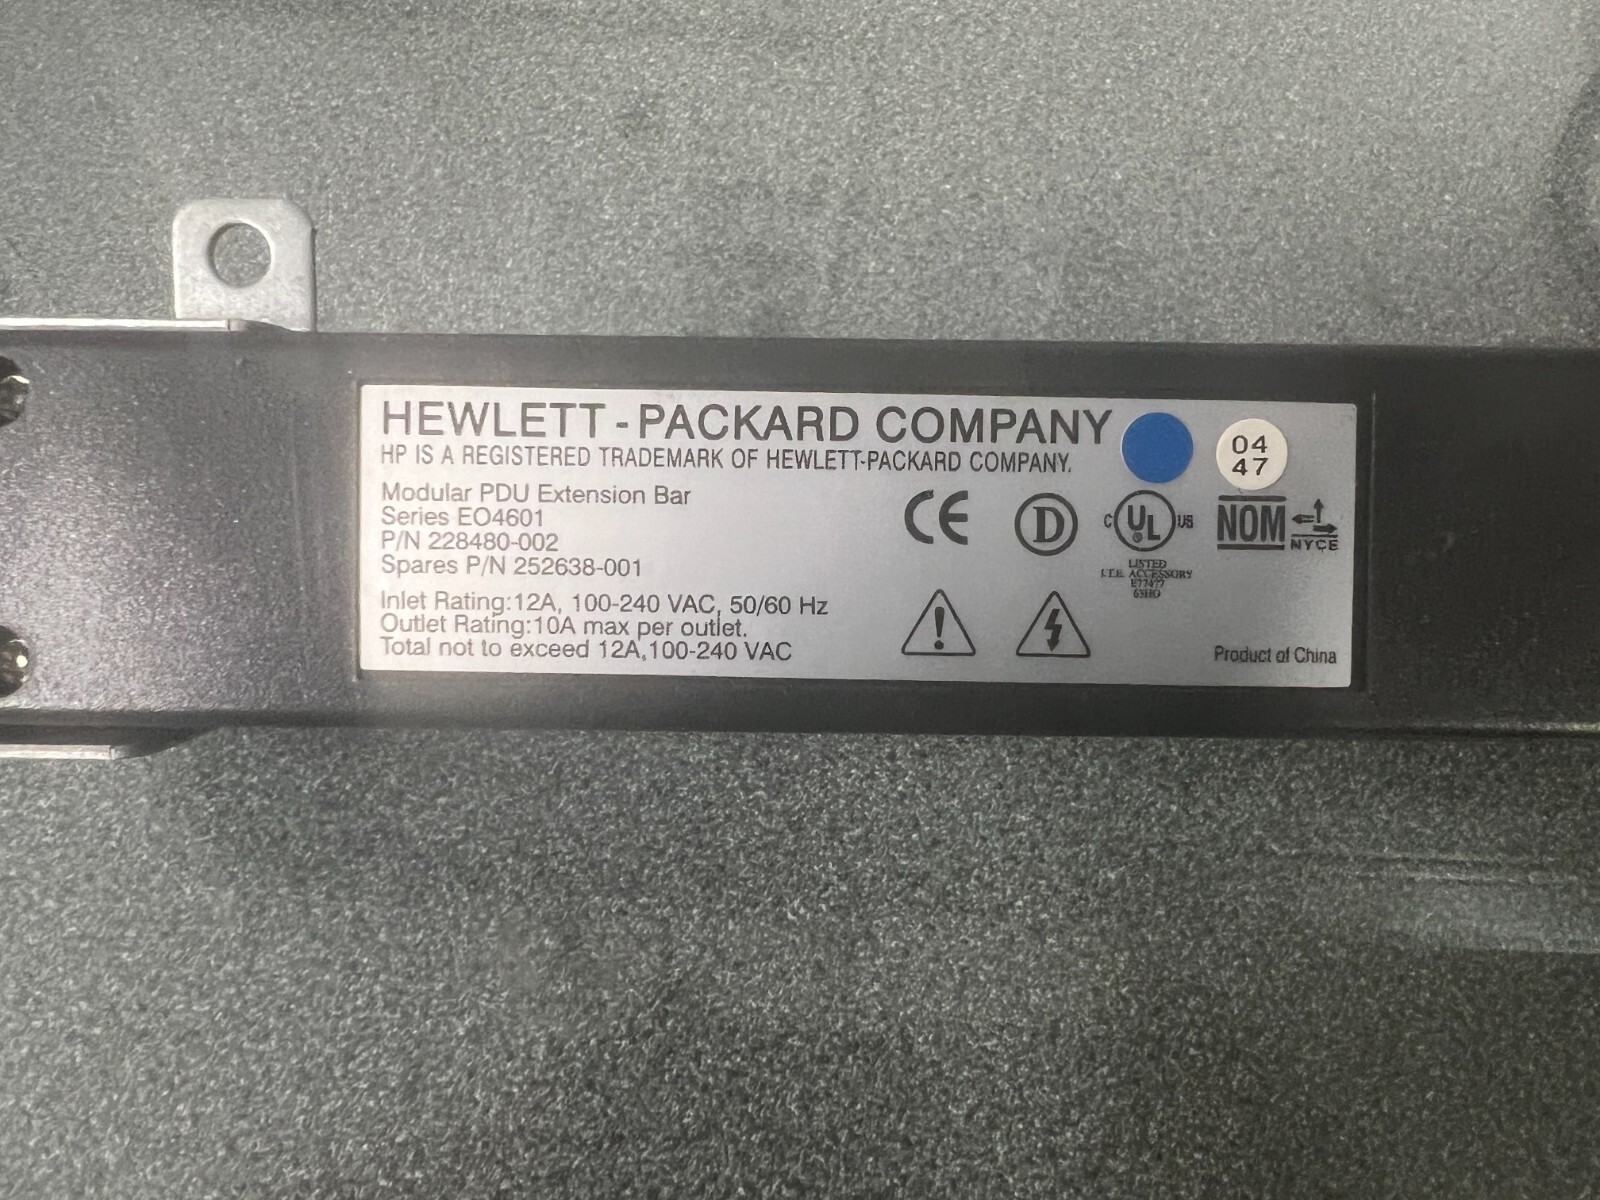 HEWLETT-PACKARD COMPANY
HP IS A REGISTERED TRADEMARK OF HEWLETT-PACKARD COMPANY.
04
47
Modular PDU Extension Bar
Series EO4601
P/N 228480-002
Spares P/N 252638-001
Inlet Rating:12A, 100-240 VAC, 50/60 Hz
Outlet Rating:10A max per outlet.
Total not to exceed 12A,100-240 VAC
CE
D
C UL US
LISTED
I.T.E. ACCESSORY
E77477
63HO
NOM
NYCE
Product of China